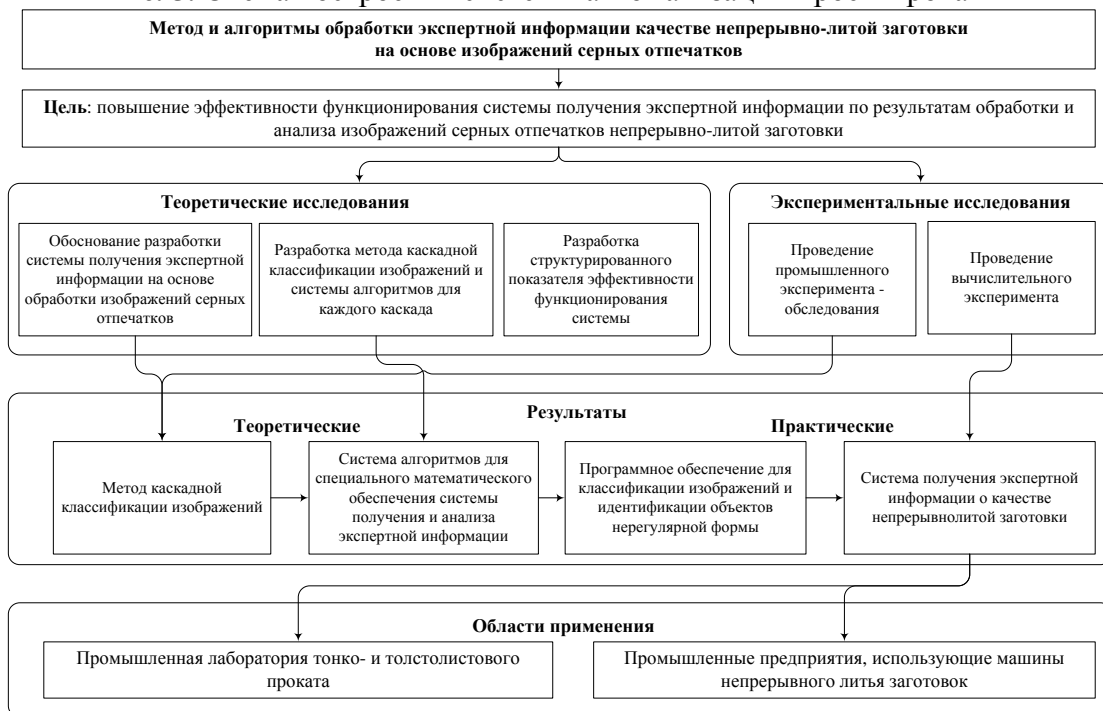 Метод и алгоритмы обработки экспертной информации качестве непрерывно-литой заготовки
на основе изображений серных отпечатков
Цель: повышение эффективности функционирования системы получения экспертной информации по результатам обработки и
анализа изображений серных отпечатков непрерывно-литой заготовки
Теоретические исследования
Обоснование разработки
системы получения экспертной
информации на основе
обработки изображений серных
отпечатков
Разработка метода каскадной
классификации изображений и
системы алгоритмов для
каждого каскада
Разработка
структурированного
показателя эффективности
функционирования
системы
Экспериментальные исследования
Проведение
промышленного
эксперимента -
обследования
Проведение
вычислительного
эксперимента
Результаты
Теоретические
Практические
Метод каскадной
классификации изображений
Система алгоритмов для
специального математического
обеспечения системы
получения и анализа
экспертной информации
Программное обеспечение для
классификации изображений и
идентификации объектов
нерегулярной формы
Система получения экспертной
информации о качестве
непрерывнолитой заготовки
Области применения
Промышленная лаборатория тонко- и толстолистового
проката
Промышленные предприятия, использующие машины
непрерывного литья заготовок